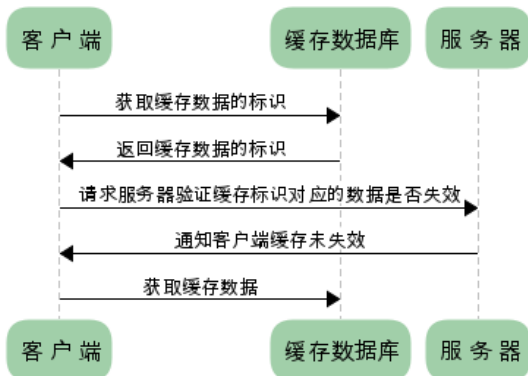 客户端
缓存数据库
服务器
获取缓存数据的标识
返回缓存数据的标识
请求服务器验证缓存标识对应的数据是否失效
通知客户端缓存未失效
获取缓存数据
客户端
缓存数据库
服务器